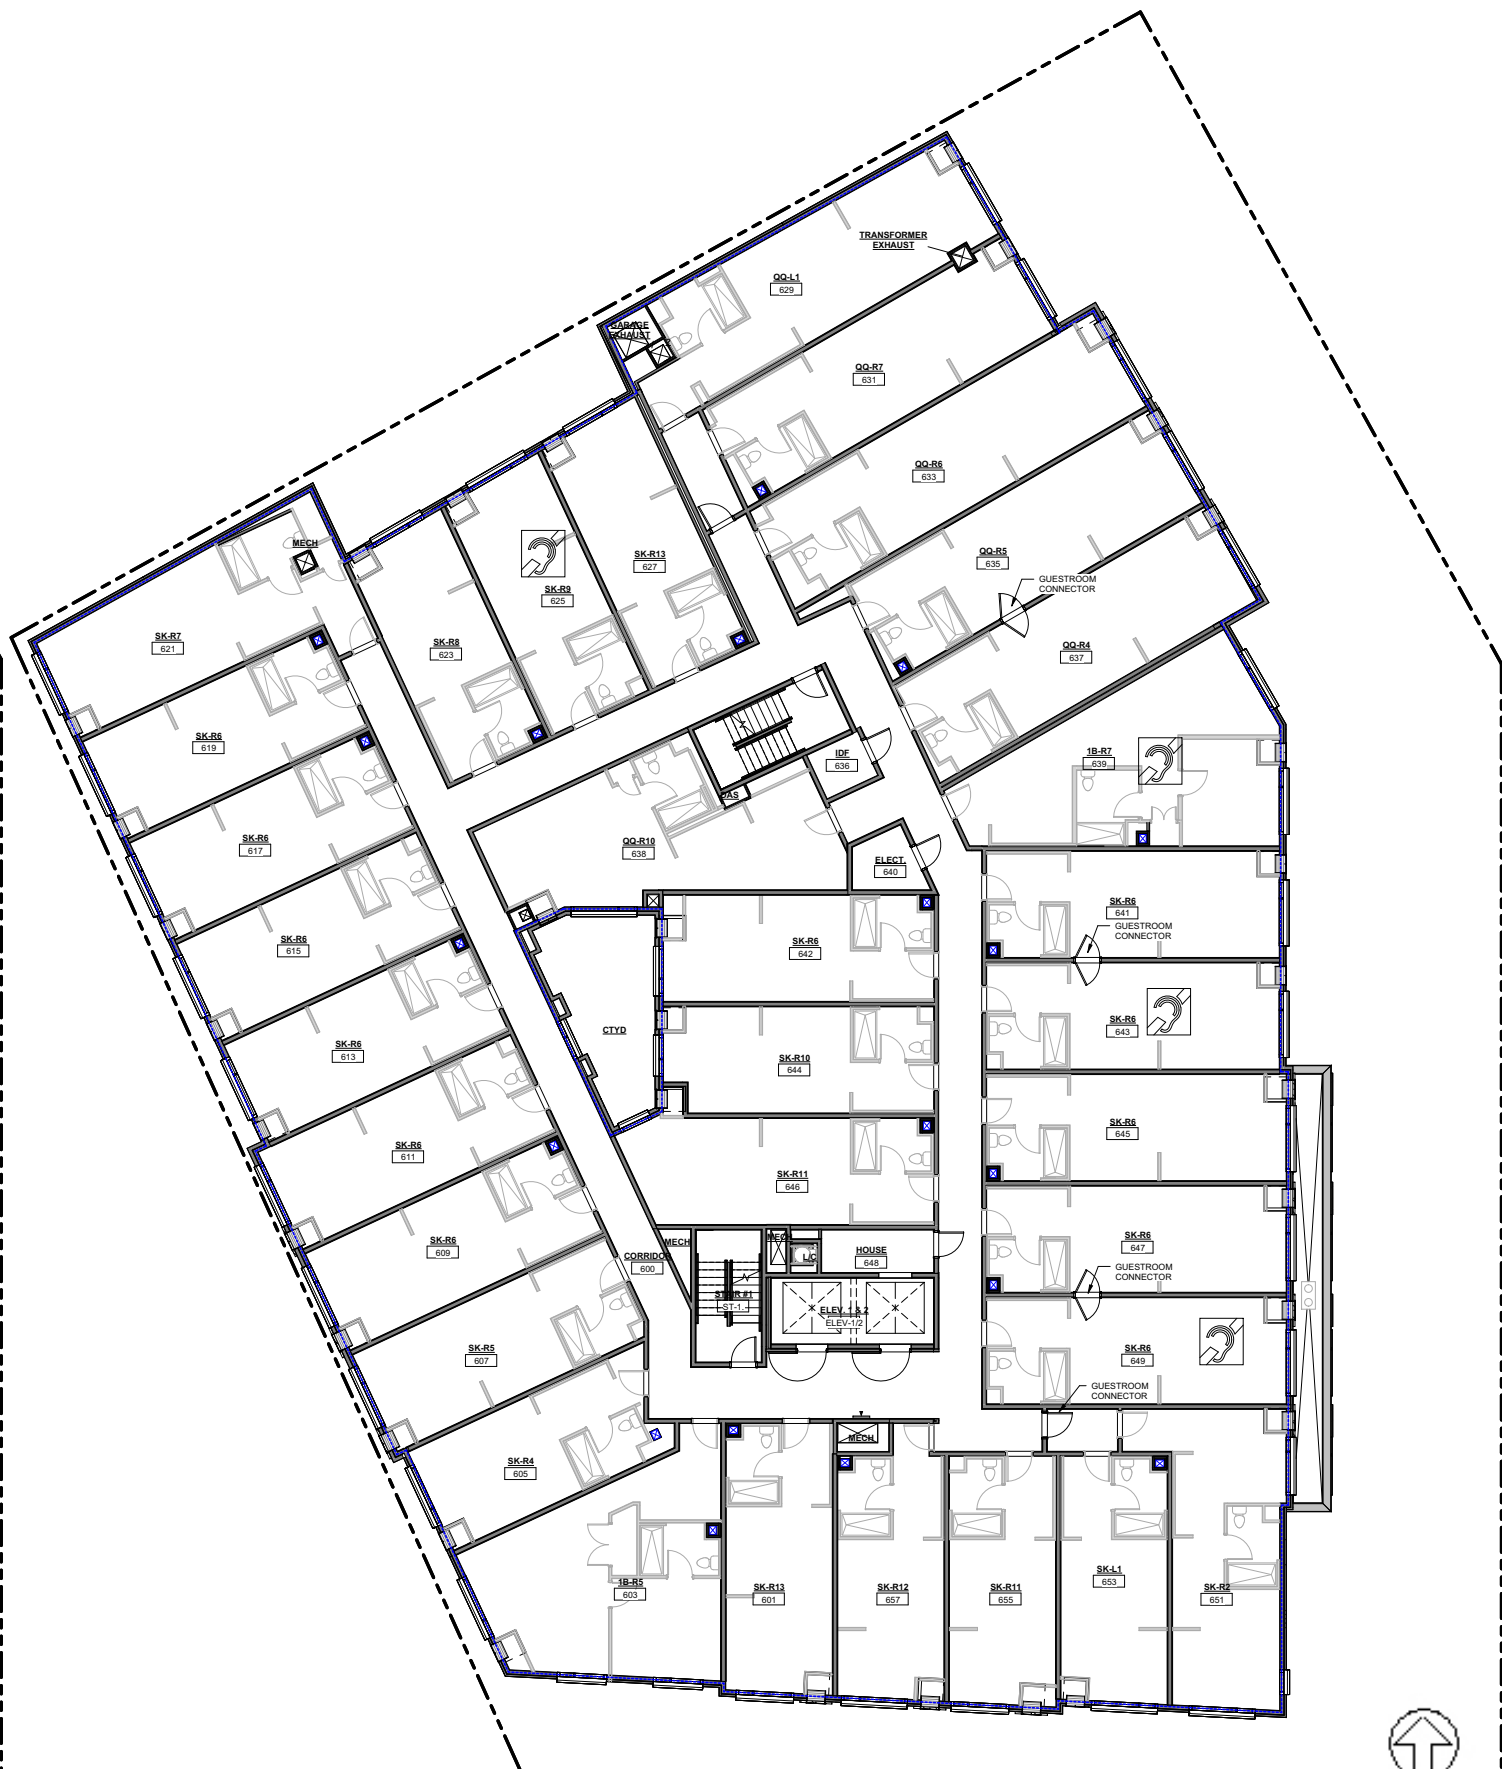 TRANSFORMER
EXHAUST
QQ-L1
629
GARAGE
EXHAUST
QQ-R7
631
QQ-R6
633
MECH
SK-R13
627
QQ-R5
635
GUESTROOM
CONNECTOR
SK-R9
625
SK-R7
621
SK-R8
623
QQ-R4
637
SK-R6
619
1B-R7
639
IDF
636
DAS
SK-R6
617
QQ-R10
638
ELECT.
640
SK-R6
641
GUESTROOM
CONNECTOR
SK-R6
615
SK-R6
642
SK-R6
643
CTYD
SK-R6
613
SK-R10
644
SK-R6
645
SK-R6
611
SK-R11
646
SK-R6
609
SK-R6
647
MECH
MECH
CORRIDOR
600
L/C
HOUSE
648
GUESTROOM
CONNECTOR
STAIR #1
ST-1
ELEV. 1 & 2
ELEV-1/2
SK-R5
607
SK-R6
649
GUESTROOM
CONNECTOR
MECH
SK-R4
605
1B-R5
603
SK-R13
601
SK-R12
657
SK-R11
655
SK-L1
653
SK-R2
651